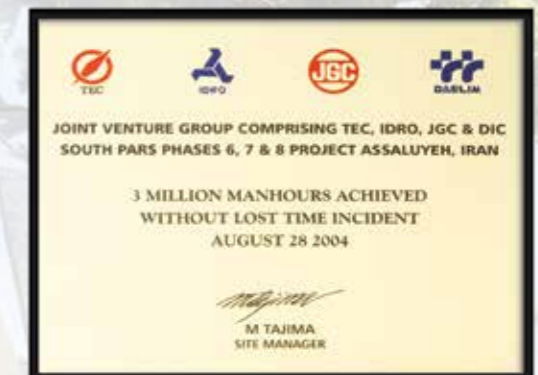 TEC
IDRO
JGC
DAELIM
JOINT VENTURE GROUP COMPRISING TEC, IDRO, JGC & DIC
SOUTH PARS PHASES 6, 7 & 8 PROJECT ASSALUYEH, IRAN
3 MILLION MANHOURS ACHIEVED
WITHOUT LOST TIME INCIDENT
AUGUST 28 2004
M TAJIMA
SITE MANAGER